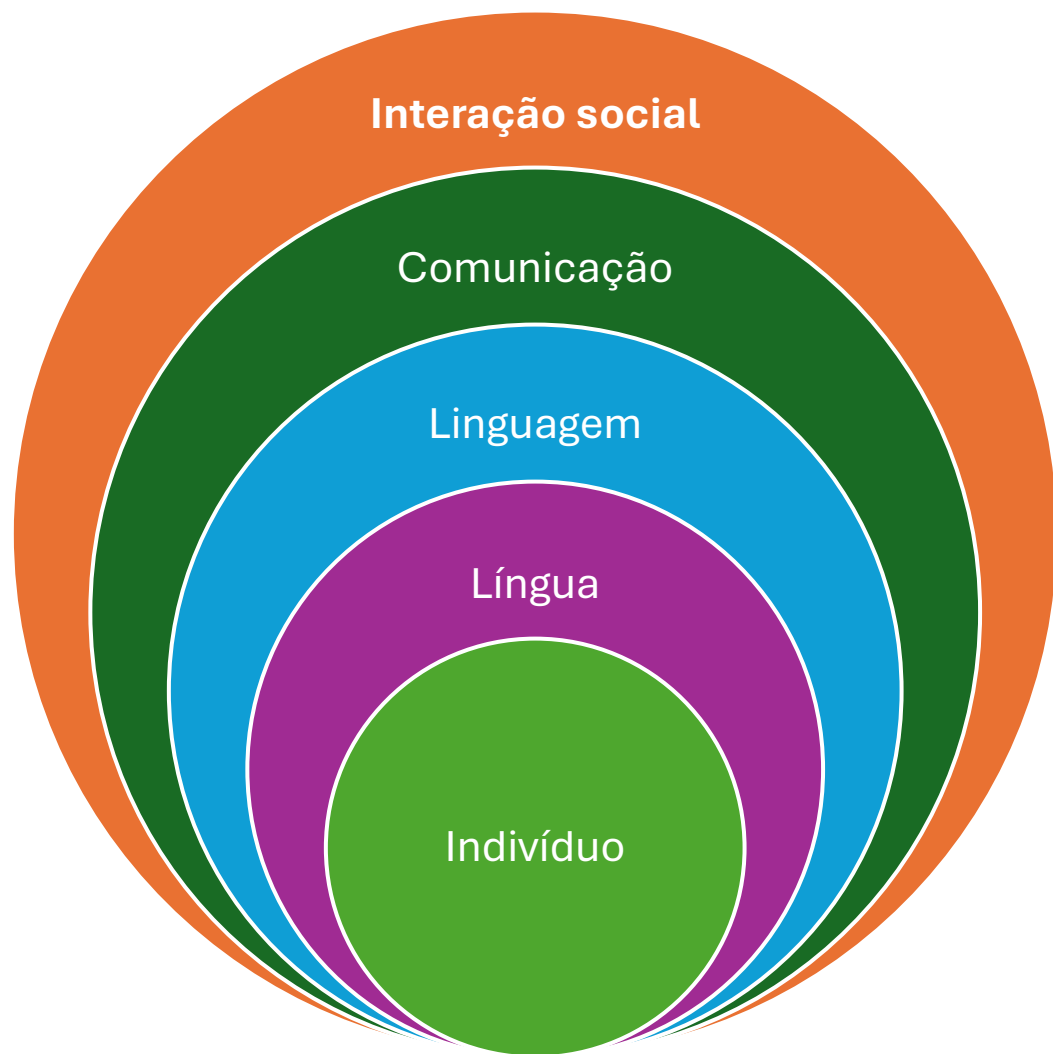 Interação social
Comunicação
Linguagem
Língua
Indivíduo